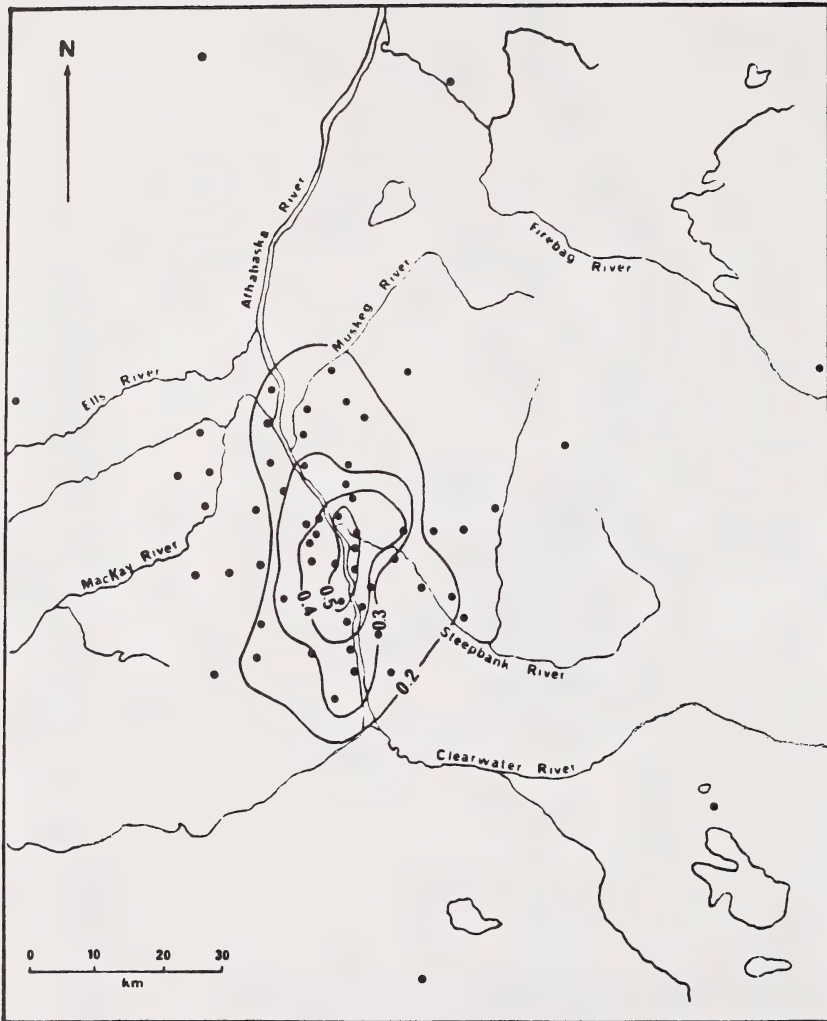 N
Athabaska River
Muskeg River
Firebag River
Ells River
MacKay River
0.4
0.5
0.3
0.2
Steepbank River
Clearwater River
0 10 20 30
km